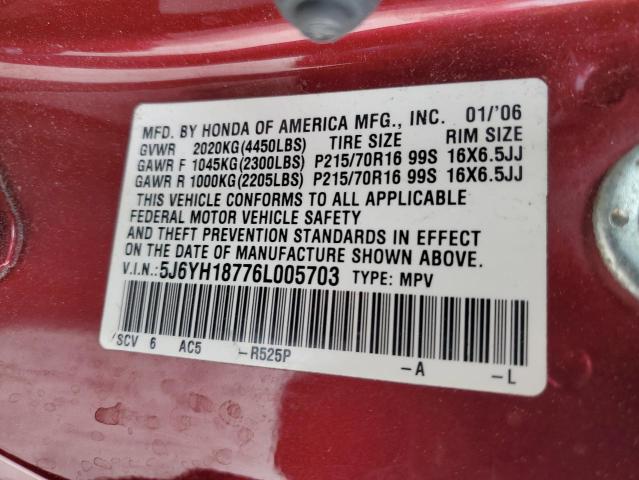 MFD. BY HONDA OF AMERICA MFG., INC. 01/'06
GVWR 2020KG(4450LBS) TIRE SIZE RIM SIZE
GAWR F 1045KG(2300LBS) P215/70R16 99S 16X6.5JJ
GAWR R 1000KG(2205LBS) P215/70R16 99S 16X6.5JJ
THIS VEHICLE CONFORMS TO ALL APPLICABLE
FEDERAL MOTOR VEHICLE SAFETY
AND THEFT PREVENTION STANDARDS IN EFFECT
ON THE DATE OF MANUFACTURE SHOWN ABOVE.
V.I.N.:5J6YH18776L005703 TYPE: MPV
SCV 6 AC5 -R525P -A -L